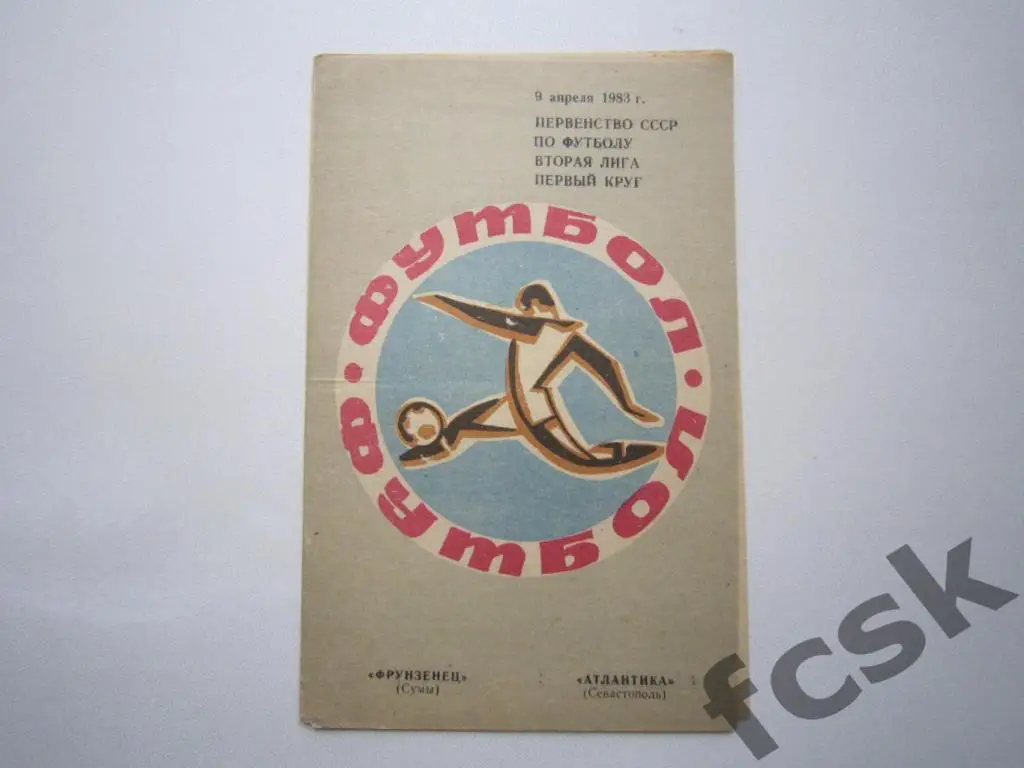 9 апреля 1983 г.
ПЕРВЕНСТВО СССР
ПО ФУТБОЛУ
ВТОРАЯ ЛИГА
ПЕРВЫЙ КРУГ
ФУТБОЛ · ФУТБОЛ ·
«ФРУНЗЕНЕЦ»
(Сумы)
«АТЛАНТИКА»
(Севастополь)
fcsk